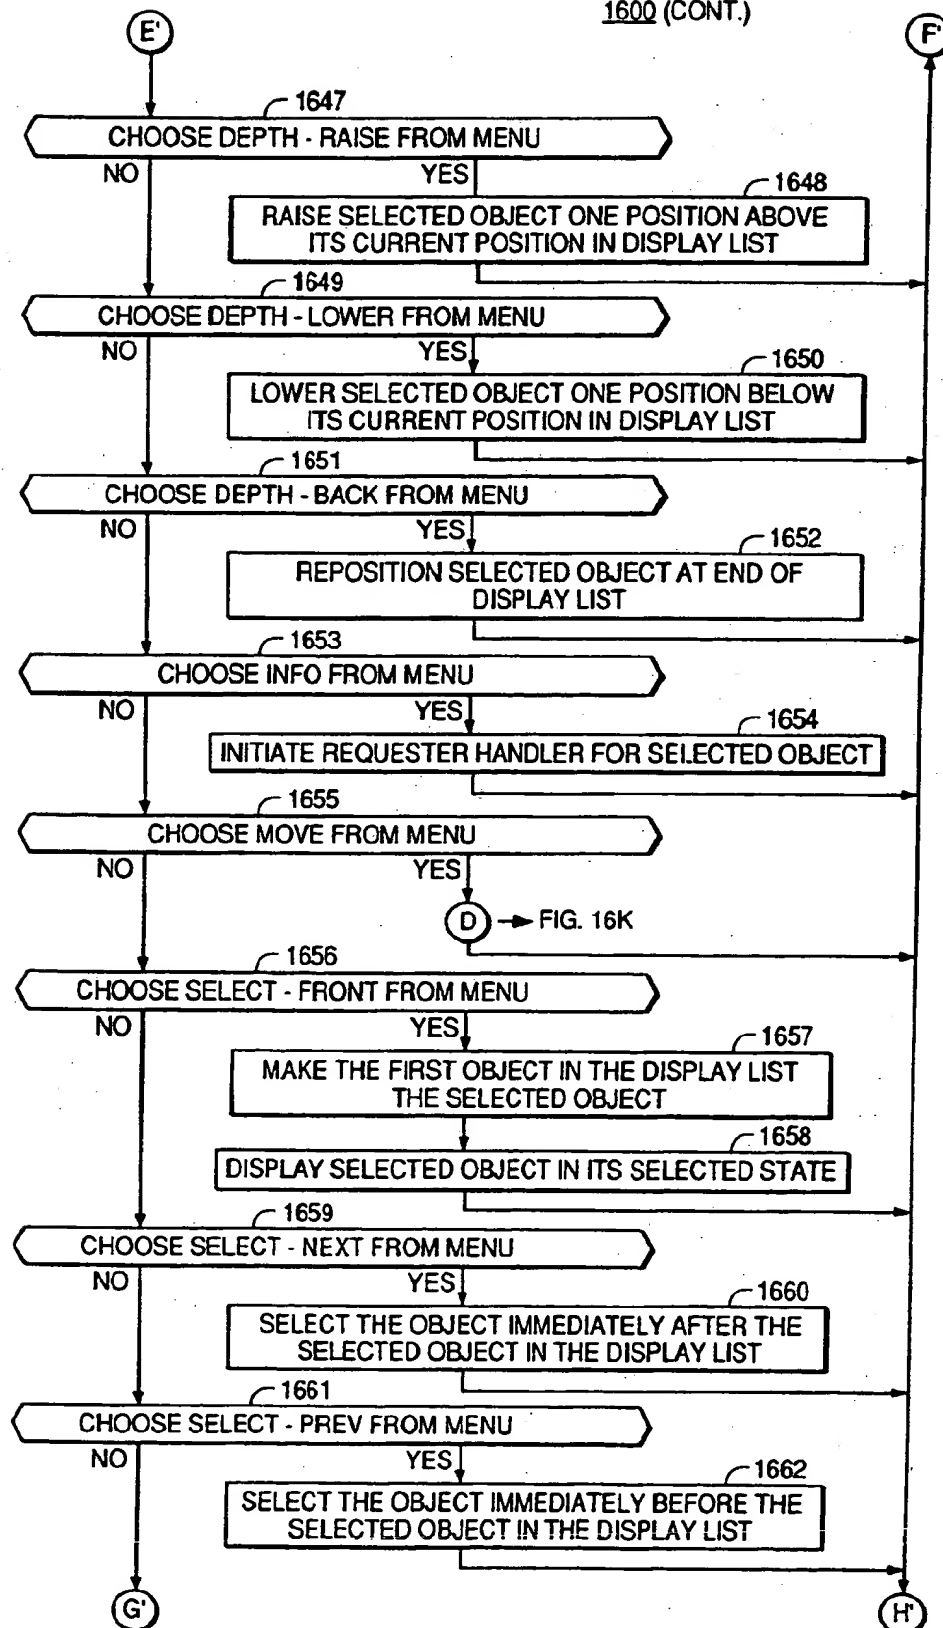 1600 (CONT.)
E'
F'
1647
CHOOSE DEPTH - RAISE FROM MENU
NO
YES
1648
RAISE SELECTED OBJECT ONE POSITION ABOVE
ITS CURRENT POSITION IN DISPLAY LIST
1649
CHOOSE DEPTH - LOWER FROM MENU
NO
YES
1650
LOWER SELECTED OBJECT ONE POSITION BELOW
ITS CURRENT POSITION IN DISPLAY LIST
1651
CHOOSE DEPTH - BACK FROM MENU
NO
YES
1652
REPOSITION SELECTED OBJECT AT END OF
DISPLAY LIST
1653
CHOOSE INFO FROM MENU
NO
YES
1654
INITIATE REQUESTER HANDLER FOR SELECTED OBJECT
1655
CHOOSE MOVE FROM MENU
NO
YES
D → FIG. 16K
1656
CHOOSE SELECT - FRONT FROM MENU
NO
YES
1657
MAKE THE FIRST OBJECT IN THE DISPLAY LIST
THE SELECTED OBJECT
1658
DISPLAY SELECTED OBJECT IN ITS SELECTED STATE
1659
CHOOSE SELECT - NEXT FROM MENU
NO
YES
1660
SELECT THE OBJECT IMMEDIATELY AFTER THE
SELECTED OBJECT IN THE DISPLAY LIST
1661
CHOOSE SELECT - PREV FROM MENU
NO
YES
1662
SELECT THE OBJECT IMMEDIATELY BEFORE THE
SELECTED OBJECT IN THE DISPLAY LIST
G'
H'